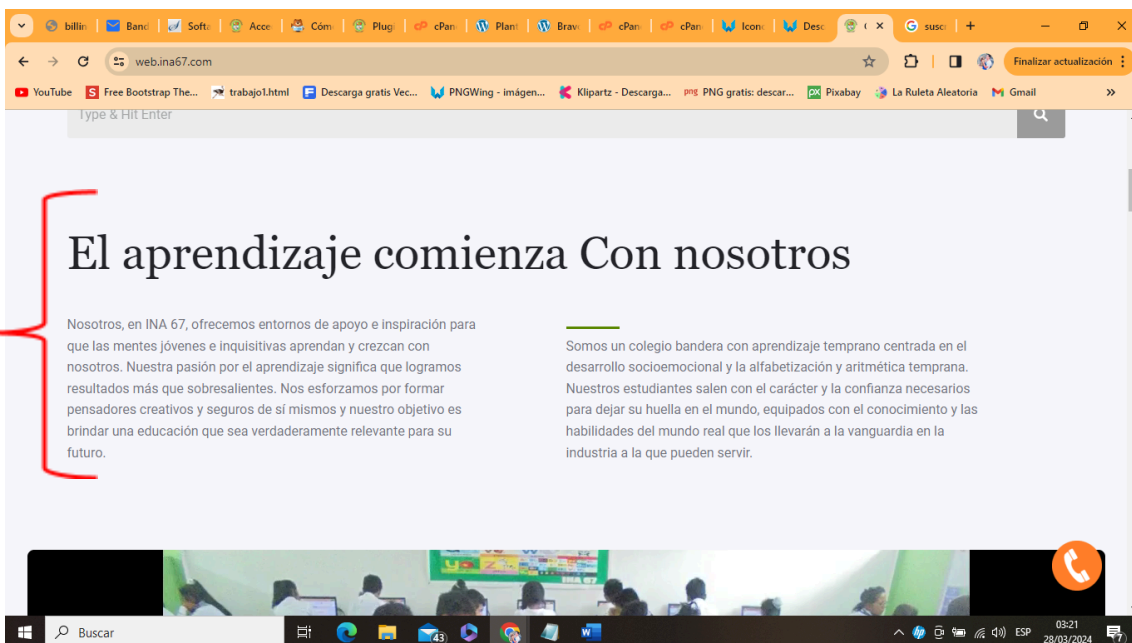 billin
Band
Softa
Acce
Cóm
Plugi
cPan
Plant
Brave
cPan
cPan
Icon
Desc
susc
web.ina67.com
Finalizar actualización
YouTube
Free Bootstrap The...
trabajo1.html
Descarga gratis Vec...
PNGWing - imágen...
Klipartz - Descarga...
png PNG gratis: descar...
px Pixabay
La Ruleta Aleatoria
Gmail
»
Type & Hit Enter
El aprendizaje comienza Con nosotros
Nosotros, en INA 67, ofrecemos entornos de apoyo e inspiración para
que las mentes jóvenes e inquisitivas aprendan y crezcan con
nosotros. Nuestra pasión por el aprendizaje significa que logramos
resultados más que sobresalientes. Nos esforzamos por formar
pensadores creativos y seguros de sí mismos y nuestro objetivo es
brindar una educación que sea verdaderamente relevante para su
futuro.
Somos un colegio bandera con aprendizaje temprano centrada en el
desarrollo socioemocional y la alfabetización y aritmética temprana.
Nuestros estudiantes salen con el carácter y la confianza necesarios
para dejar su huella en el mundo, equipados con el conocimiento y las
habilidades del mundo real que los llevarán a la vanguardia en la
industria a la que pueden servir.
INA 67
Buscar
43
ESP
03:21
28/03/2024
7